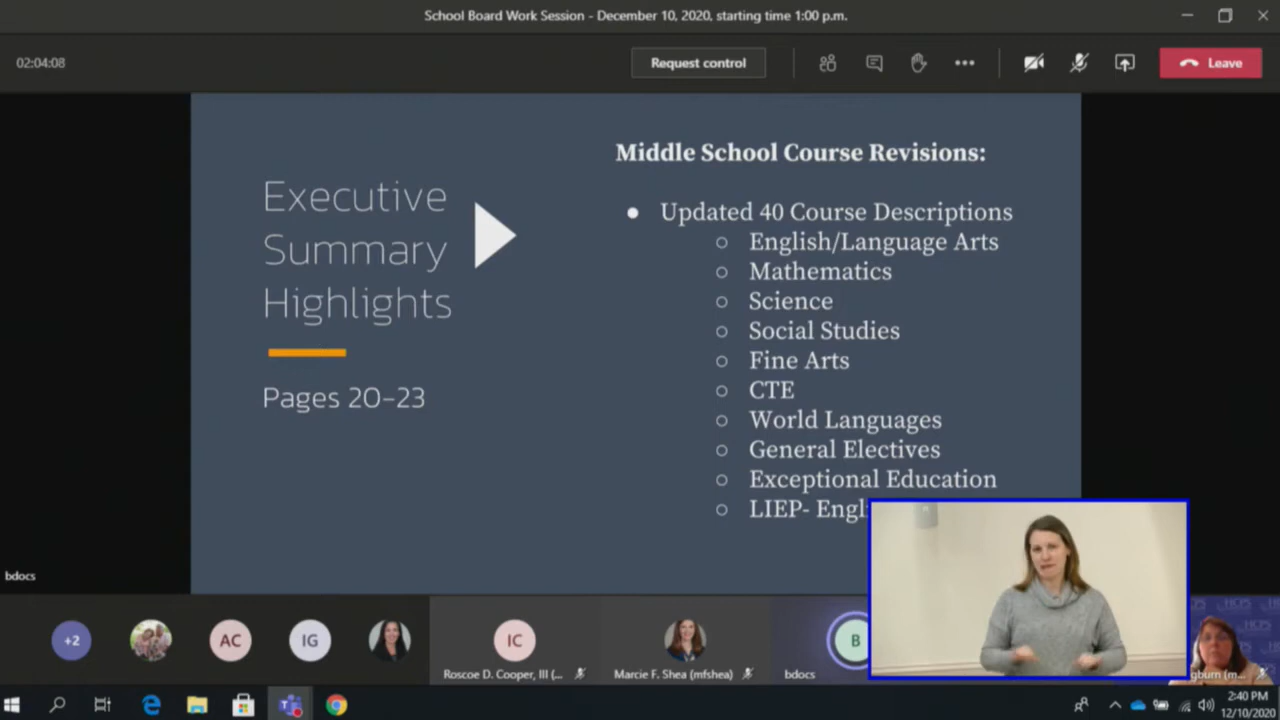 School Board Work Session - December 10, 2020, starting time 1:00 p.m.
02:04:08
Request control
Leave
Executive
Summary
Highlights
Pages 20-23
Middle School Course Revisions:
Updated 40 Course Descriptions
English/Language Arts
Mathematics
Science
Social Studies
Fine Arts
CTE
World Languages
General Electives
Exceptional Education
LIEP- Engl
bdocs
+2
AC
IG
IC
Roscoe D. Cooper, III (...
Marcie F. Shea (mfshea)
B
bdocs
HCPS
gburn (m...
2:40 PM
12/10/2020